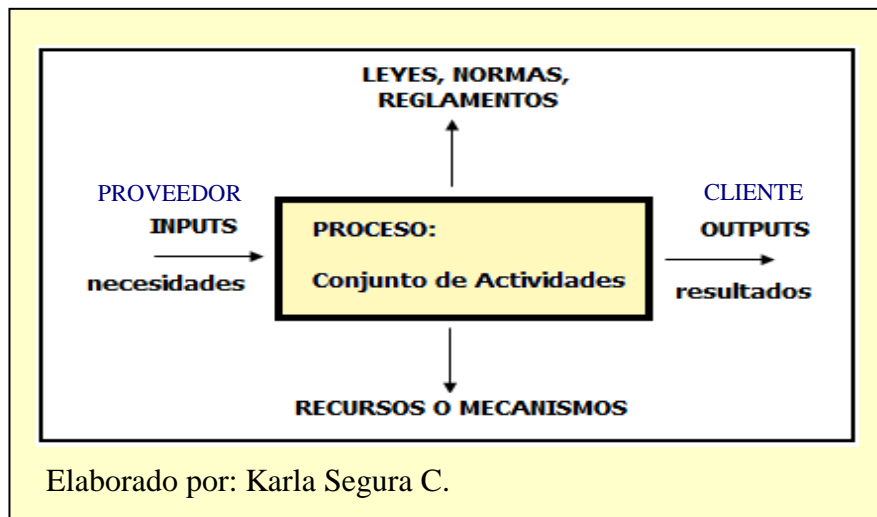 LEYES, NORMAS,
REGLAMENTOS
PROVEEDOR
INPUTS
necesidades
PROCESO:
Conjunto de Actividades
CLIENTE
OUTPUTS
resultados
RECURSOS O MECANISMOS
Elaborado por: Karla Segura C.